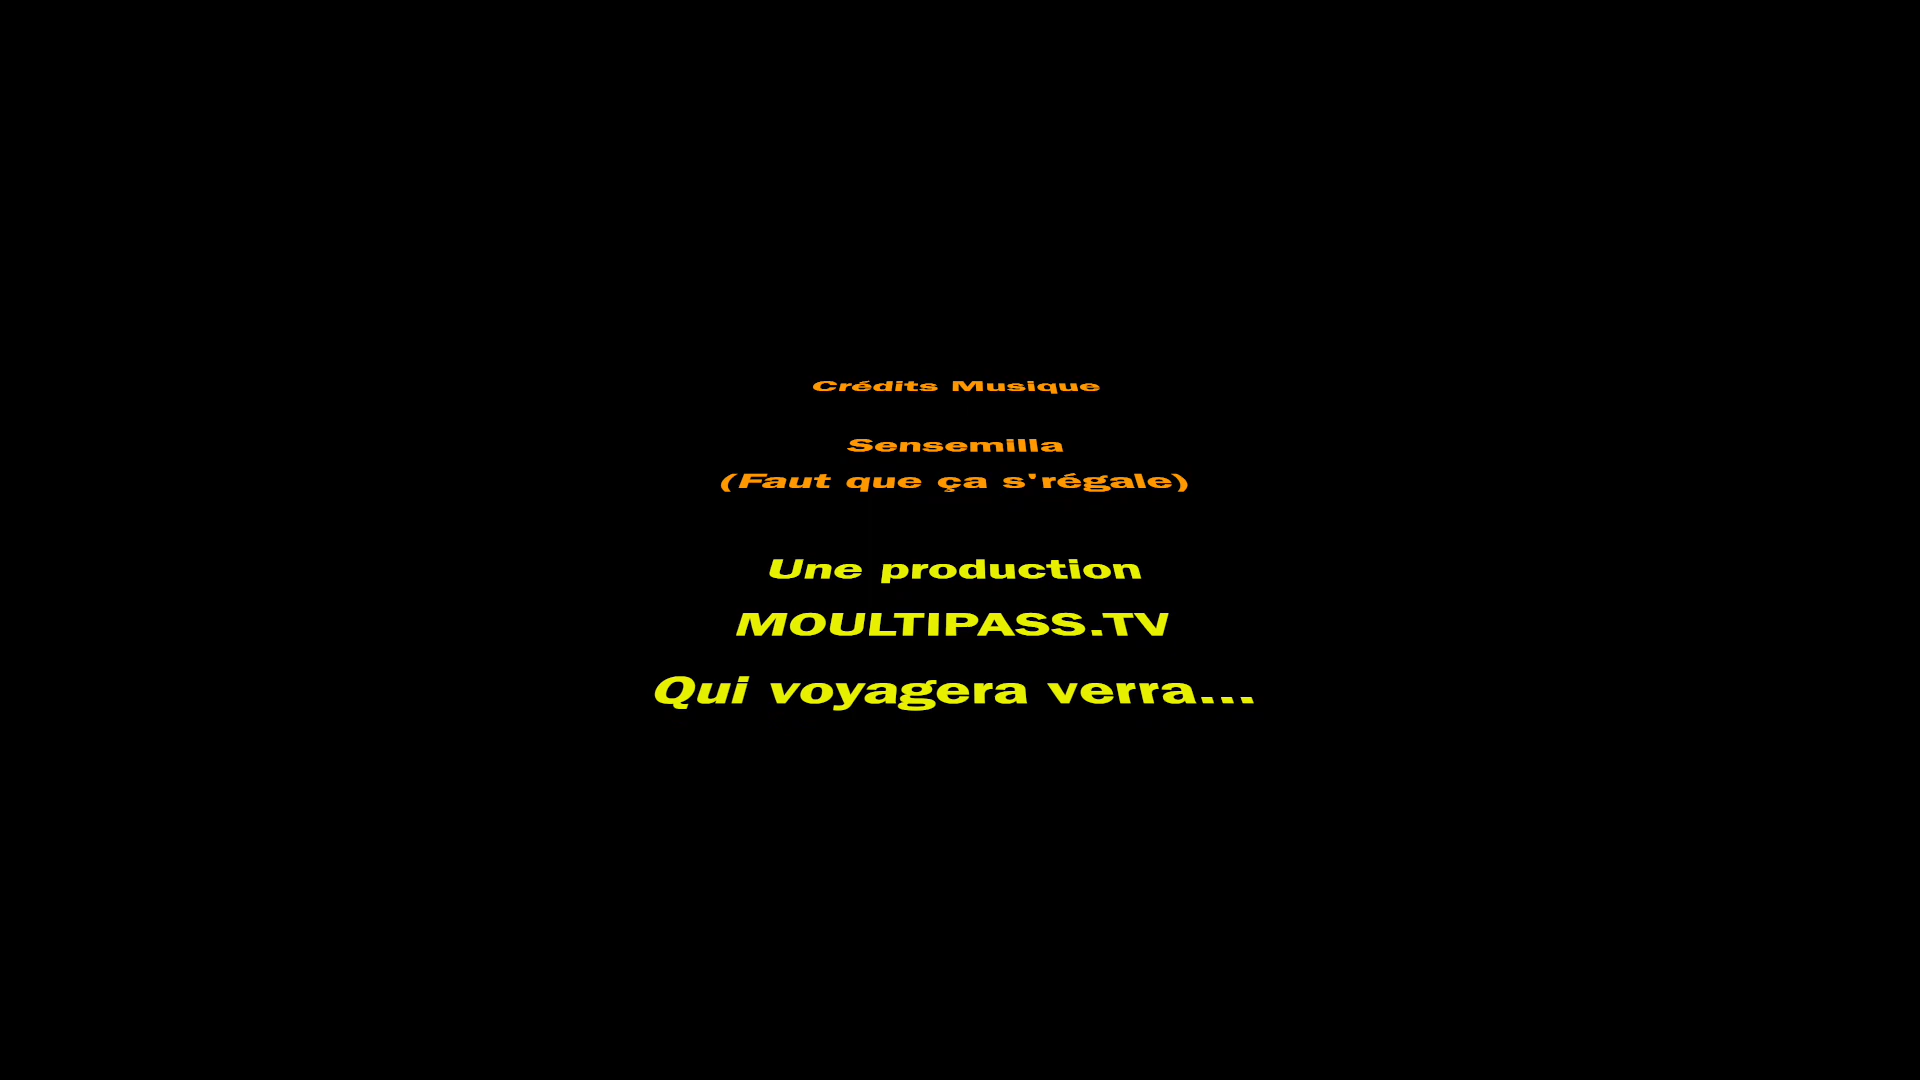 Crédits Musique
Sensemilla
(Faut que ça s'régale)
Une production
MOULTIPASS.TV
Qui voyagera verra...